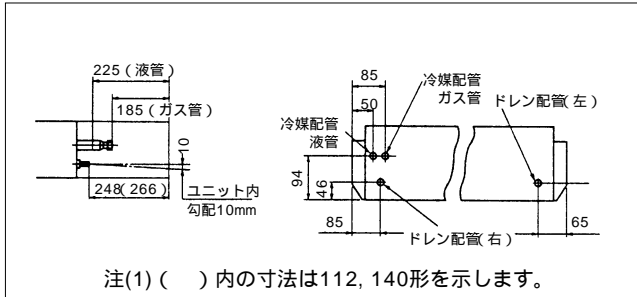 225（液管）
185(ガス管)
10
248(266)
ユニット内
勾配10mm
85
50
冷媒配管
ガス管
ドレン配管(左)
冷媒配管
液管
94
46
85
ドレン配管(右)
65
注(1) (　) 内の寸法は112, 140形を示します。